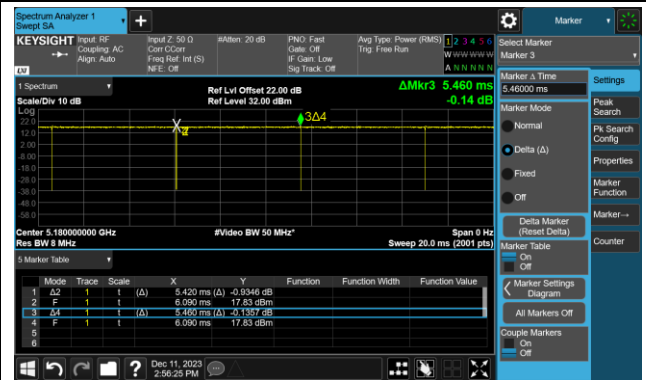 Spectrum Analyzer 1
Swept SA
Marker
KEYSIGHT Input: RF Input Z: 50 Ω #Atten: 20 dB PNO: Fast Avg Type: Power (RMS) 1 2 3 4 5 6
Coupling: AC Corr CCorr Gate: Off Trig: Free Run
Align: Auto Freq Ref: Int (S) IF Gain: Low W W W W W W
NFE: Off Sig Track: Off A N N N N N
LXI
Select Marker
Marker 3
1 Spectrum
Ref Lvl Offset 22.00 dB
ΔMkr3 5.460 ms
Scale/Div 10 dB
Ref Level 32.00 dBm
-0.14 dB
Log
22.0
12.0
2.00
-8.00
-18.0
-28.0
-38.0
-48.0
-58.0
3Δ4
Center 5.180000000 GHz #Video BW 50 MHz* Span 0 Hz
Res BW 8 MHz Sweep 20.0 ms (2001 pts)
5 Marker Table
Mode Trace Scale X Y Function Function Width Function Value
1 Δ2 1 t (Δ) 5.420 ms (Δ) -0.9346 dB
2 F 1 t 6.090 ms 17.83 dBm
3 Δ4 1 t (Δ) 5.460 ms (Δ) -0.1357 dB
4 F 1 t 6.090 ms 17.83 dBm
5
6
Marker Δ Time
5.46000 ms
Marker Mode
Normal
Delta (Δ)
Fixed
Off
Delta Marker
(Reset Delta)
Marker Table
On
Off
Marker Settings
Diagram
All Markers Off
Couple Markers
On
Off
Settings
Peak
Search
Pk Search
Config
Properties
Marker
Function
Marker→
Counter
Dec 11, 2023
2:56:25 PM